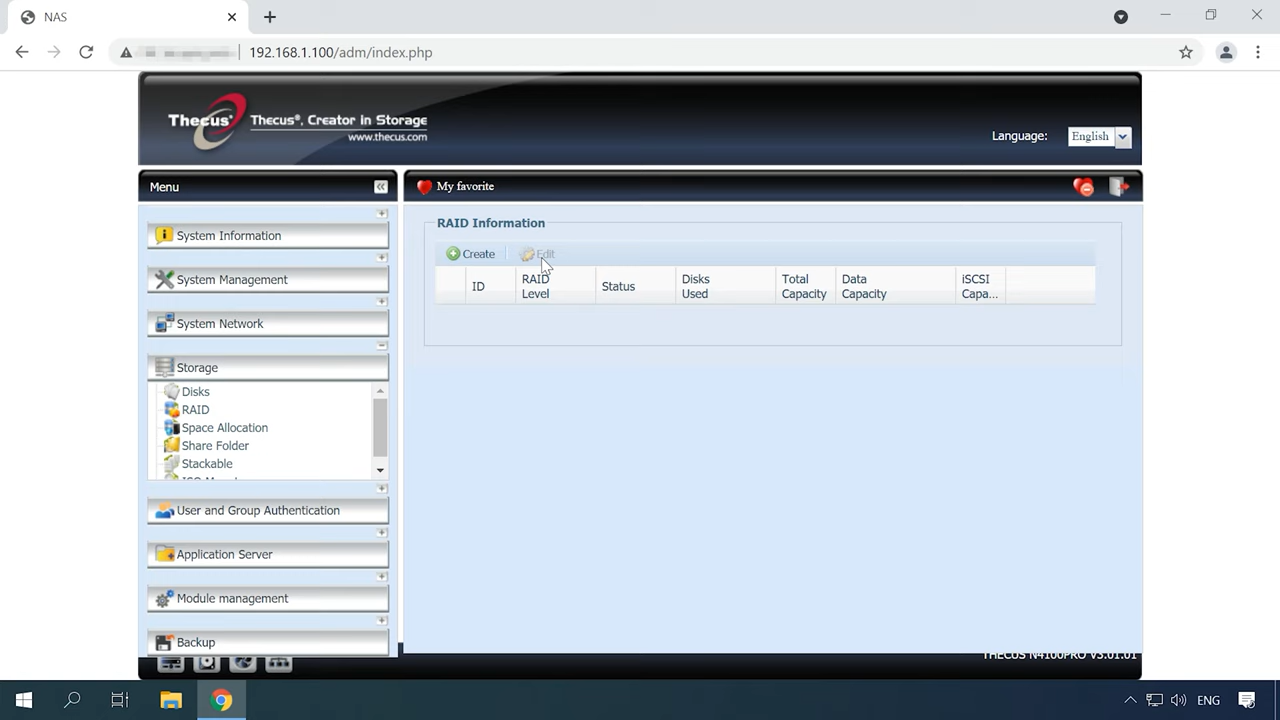 NAS
192.168.1.100/adm/index.php
Thecus® Thecus®, Creator in Storage
www.thecus.com
Language: English
Menu
My favorite
System Information
System Management
System Network
Storage
Disks
RAID
Space Allocation
Share Folder
Stackable
User and Group Authentication
Application Server
Module management
Backup
RAID Information
Create Edit
ID RAID Level Status Disks Used Total Capacity Data Capacity iSCSI Capa...
THECUS N4100PRO V3.01.01
ENG